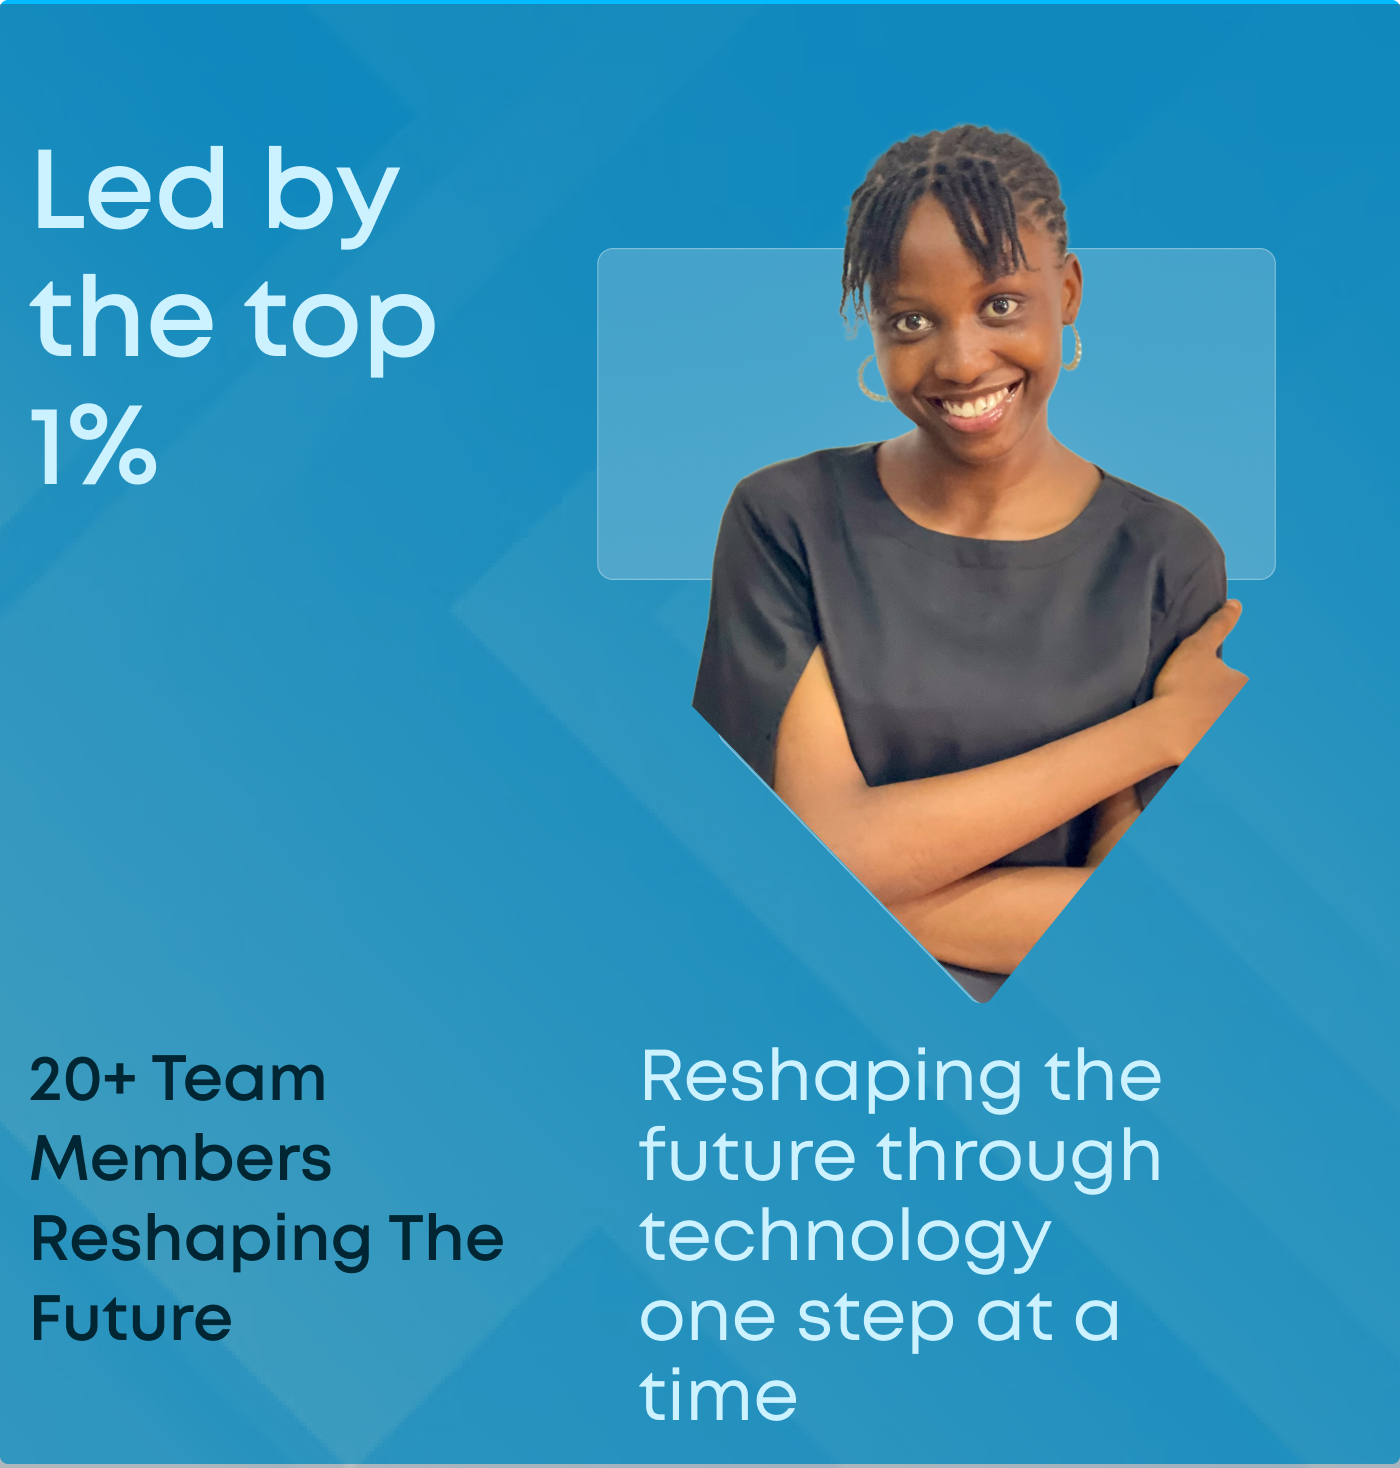 Led by
the top
1%
20+ Team
Members
Reshaping The
Future
Reshaping the
future through
technology
one step at a
time